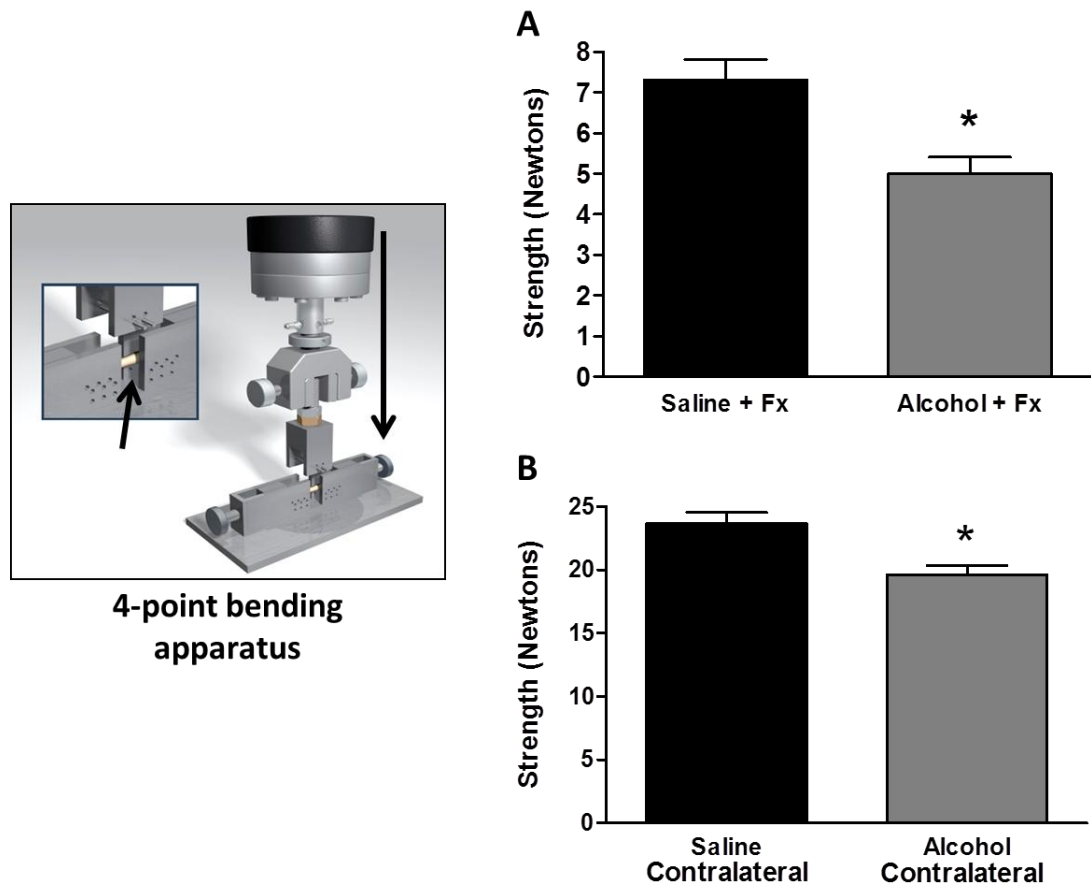 4-point bending
apparatus
A
Strength (Newtons)
8
7
6
5
4
3
2
1
0
*
Saline + Fx
Alcohol + Fx
B
Strength (Newtons)
25
20
15
10
5
0
*
Saline
Contralateral
Alcohol
Contralateral